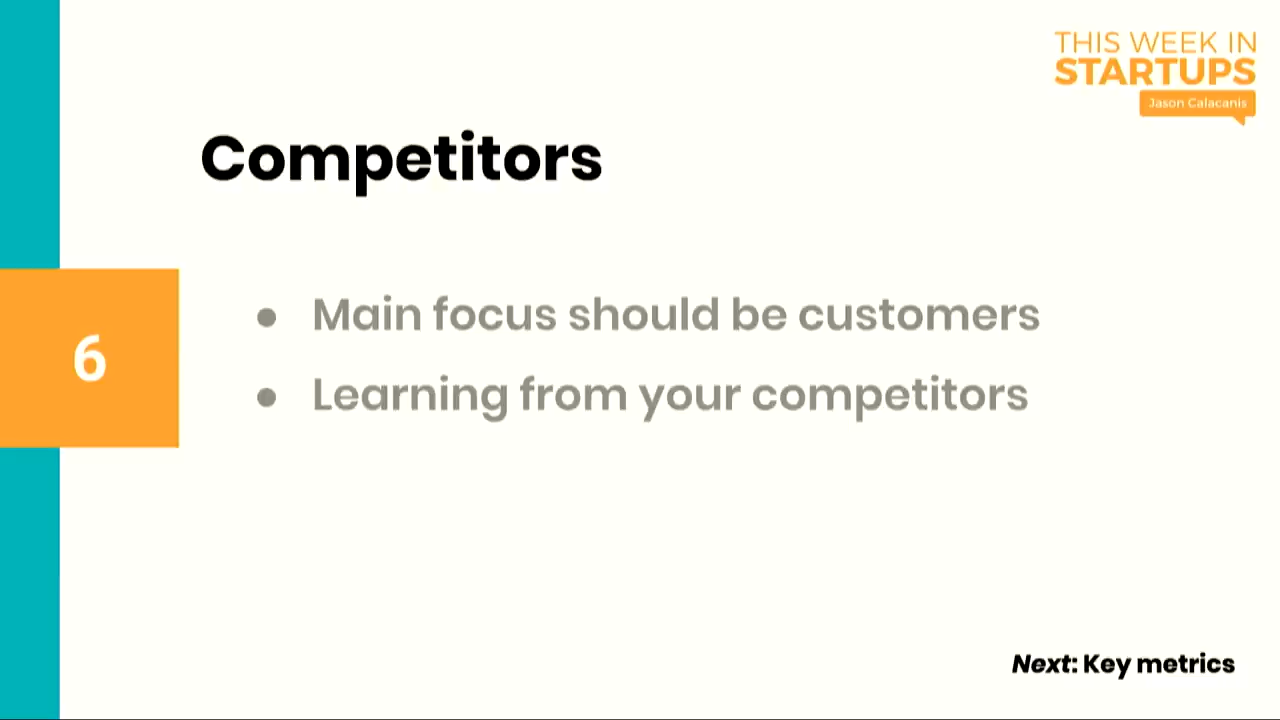 THIS WEEK IN
STARTUPS
Jason Calacanis
Competitors
6
● Main focus should be customers
● Learning from your competitors
Next: Key metrics